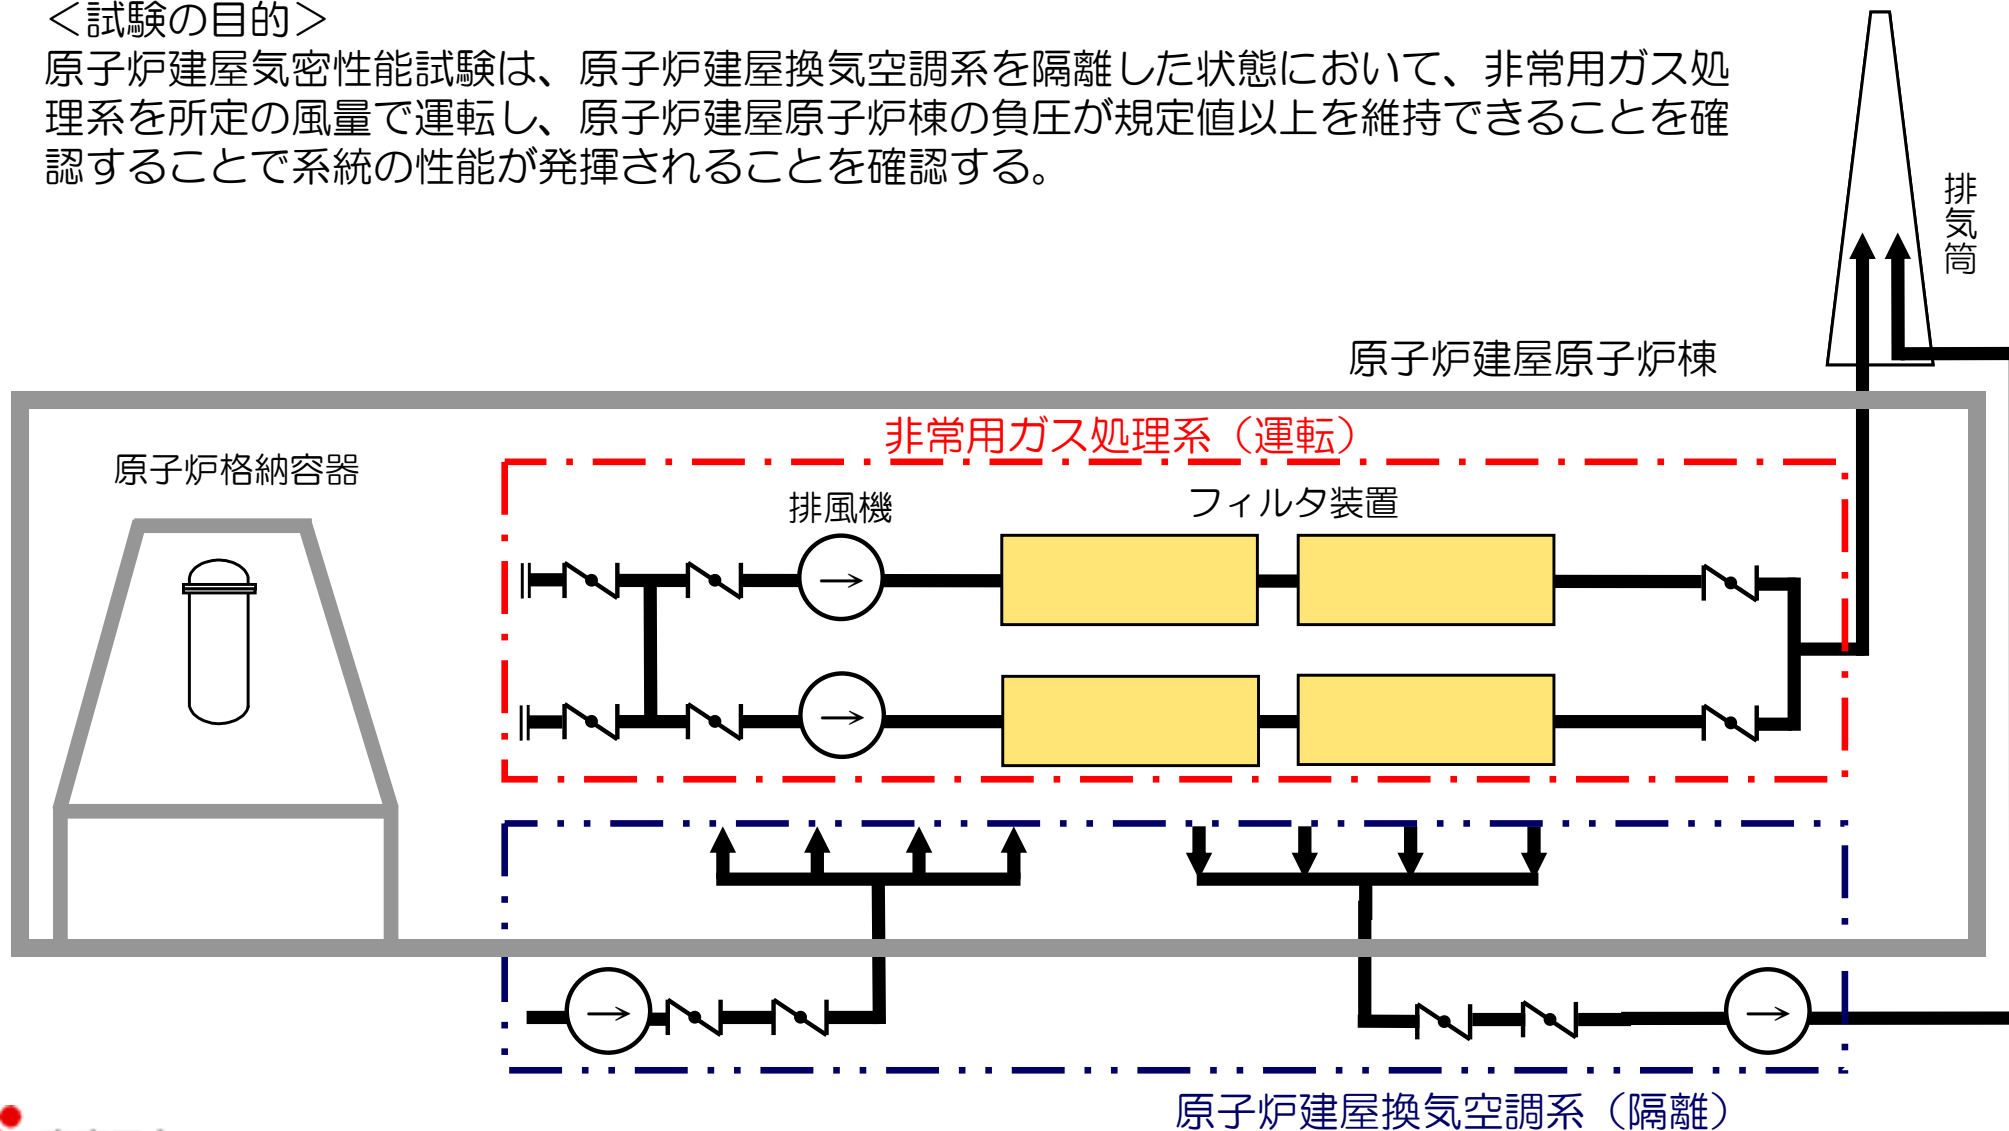 ＜試験の目的＞
原子炉建屋気密性能試験は、原子炉建屋換気空調系を隔離した状態において、非常用ガス処
理系を所定の風量で運転し、原子炉建屋原子炉棟の負圧が規定値以上を維持できることを確
認することで系統の性能が発揮されることを確認する。
排気筒
原子炉建屋原子炉棟
非常用ガス処理系（運転）
原子炉格納容器
排風機
フィルタ装置
原子炉建屋換気空調系（隔離）